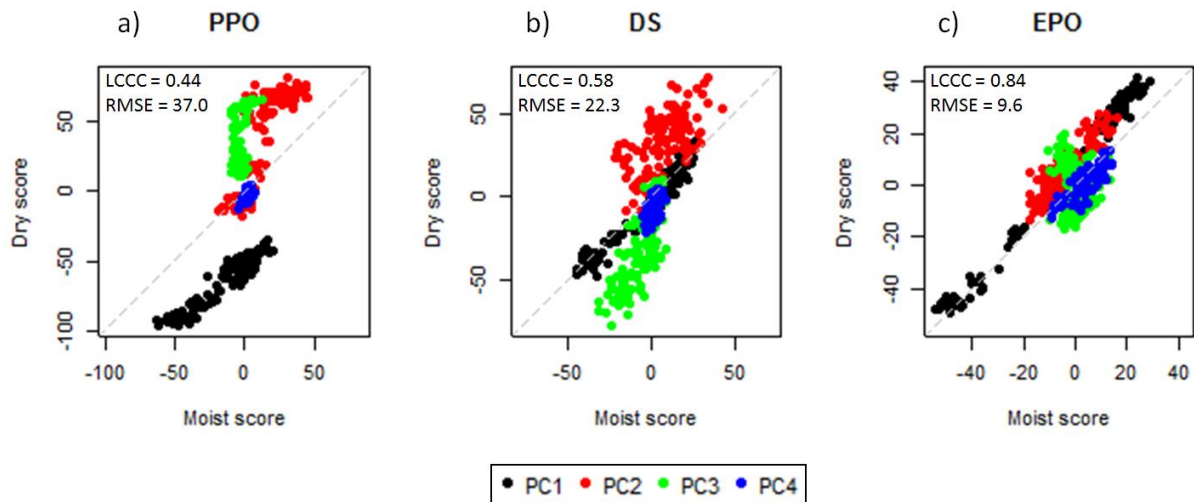 a) PPO
LCCC = 0.44
RMSE = 37.0
50
0
-50
-100
Dry score
-100 -50 0 50
Moist score
b) DS
LCCC = 0.58
RMSE = 22.3
50
0
-50
Dry score
-50 0 50
Moist score
c) EPO
LCCC = 0.84
RMSE = 9.6
40
20
0
-20
-40
Dry score
-40 -20 0 20 40
Moist score
PC1 PC2 PC3 PC4